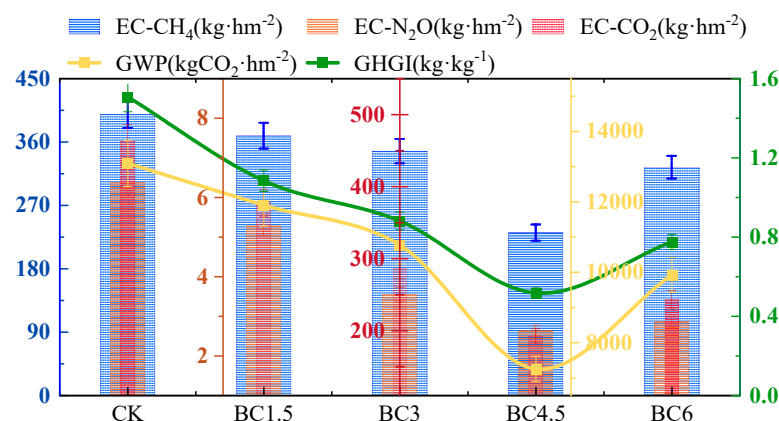 EC-CH₄(kg·hm⁻²) EC-N₂O(kg·hm⁻²) EC-CO₂(kg·hm⁻²)
GWP(kgCO₂·hm⁻²) GHGI(kg·kg⁻¹)
450 8 500 14000 1.6
360 6 400 12000 1.2
270 4 300 10000 0.8
180 2 200 8000 0.4
90 0.0
0
CK BC1.5 BC3 BC4.5 BC6